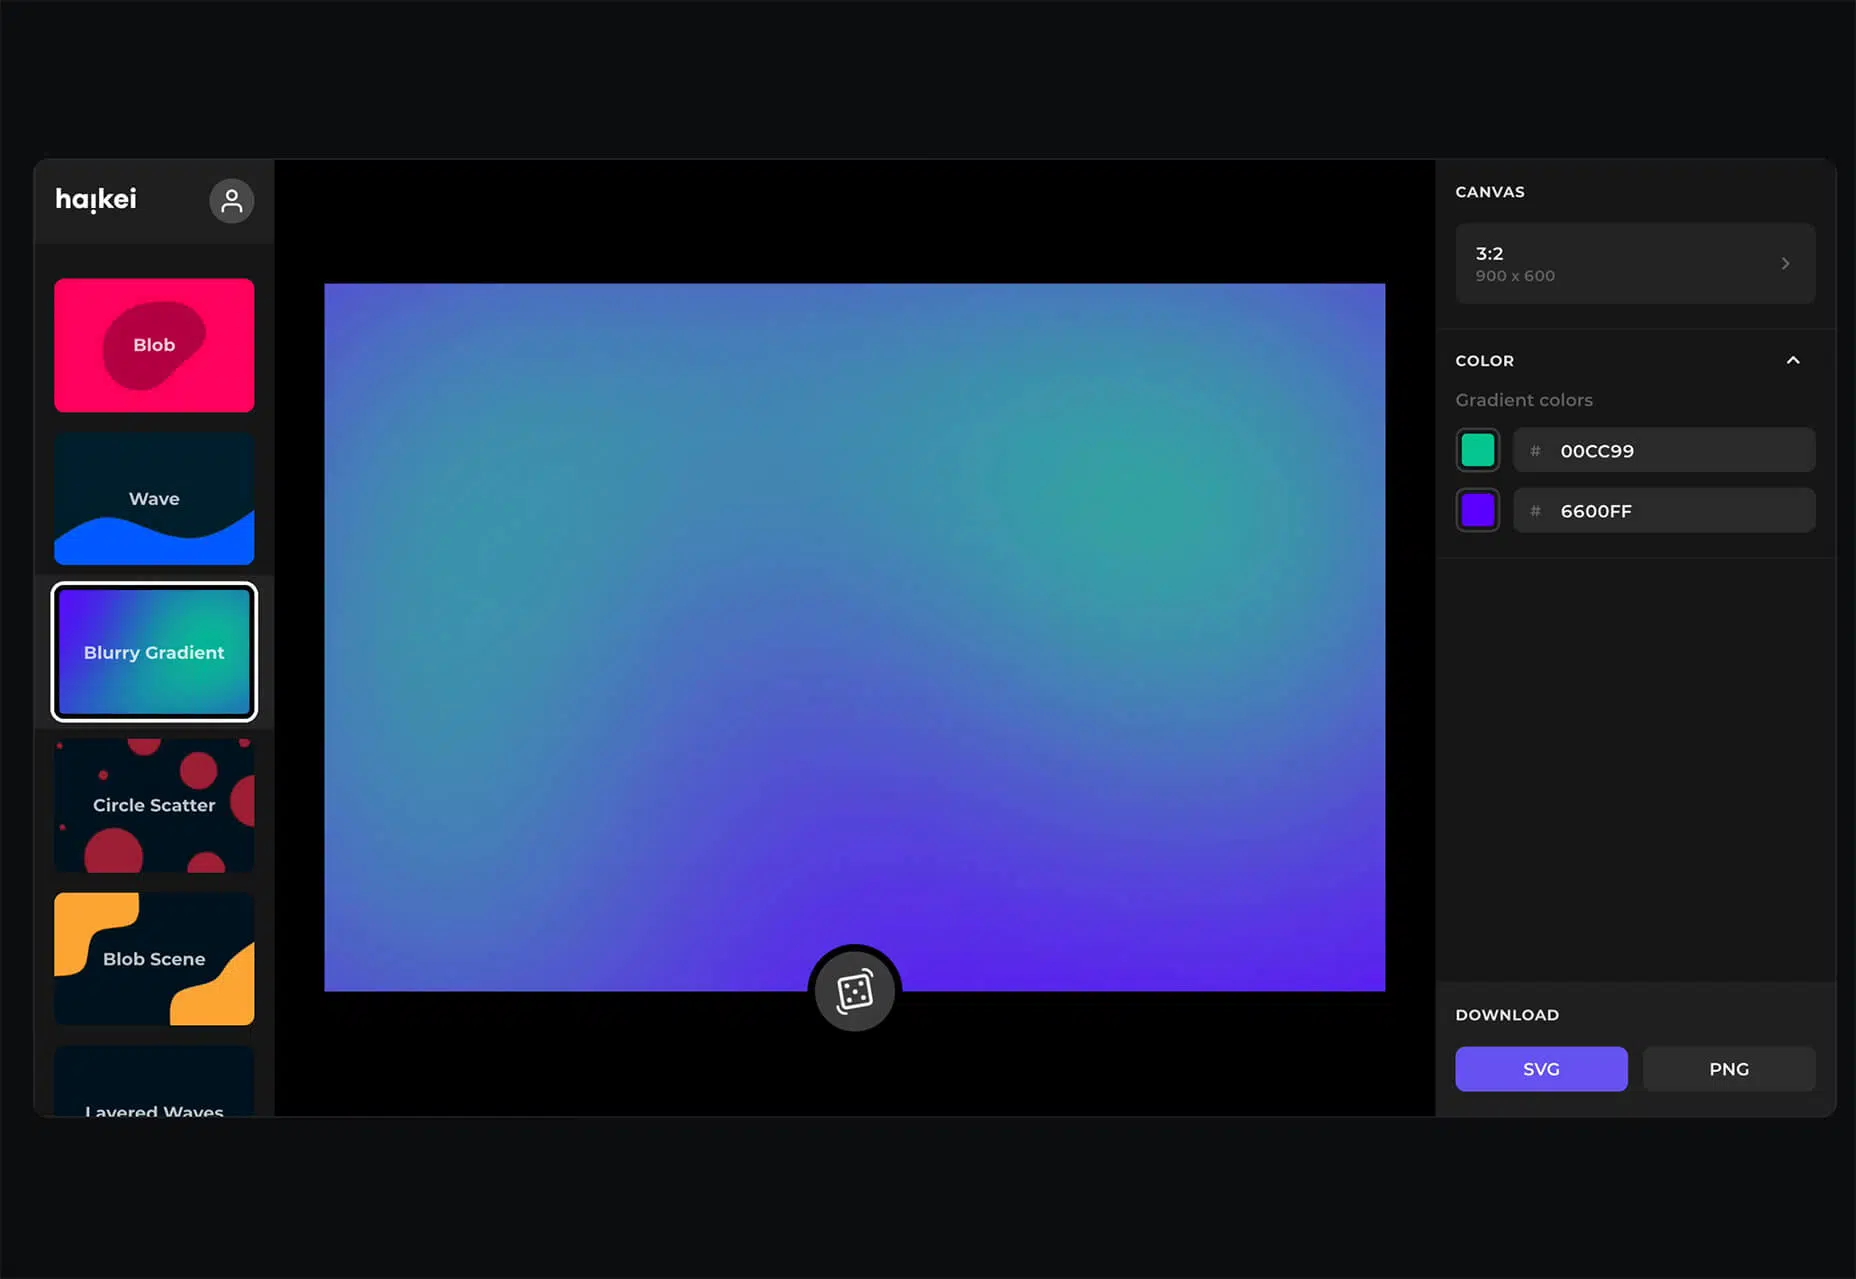 haikei
Blob
Wave
Blurry Gradient
Circle Scatter
Blob Scene
Layered Waves
CANVAS
3:2
900 x 600
COLOR
Gradient colors
# 00CC99
# 6600FF
DOWNLOAD
SVG
PNG